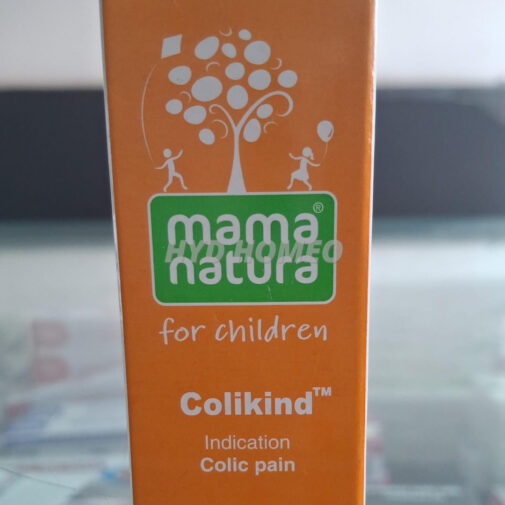 mama®
HYD HOMEO
natura
for children
Colikind™
Indication
Colic pain